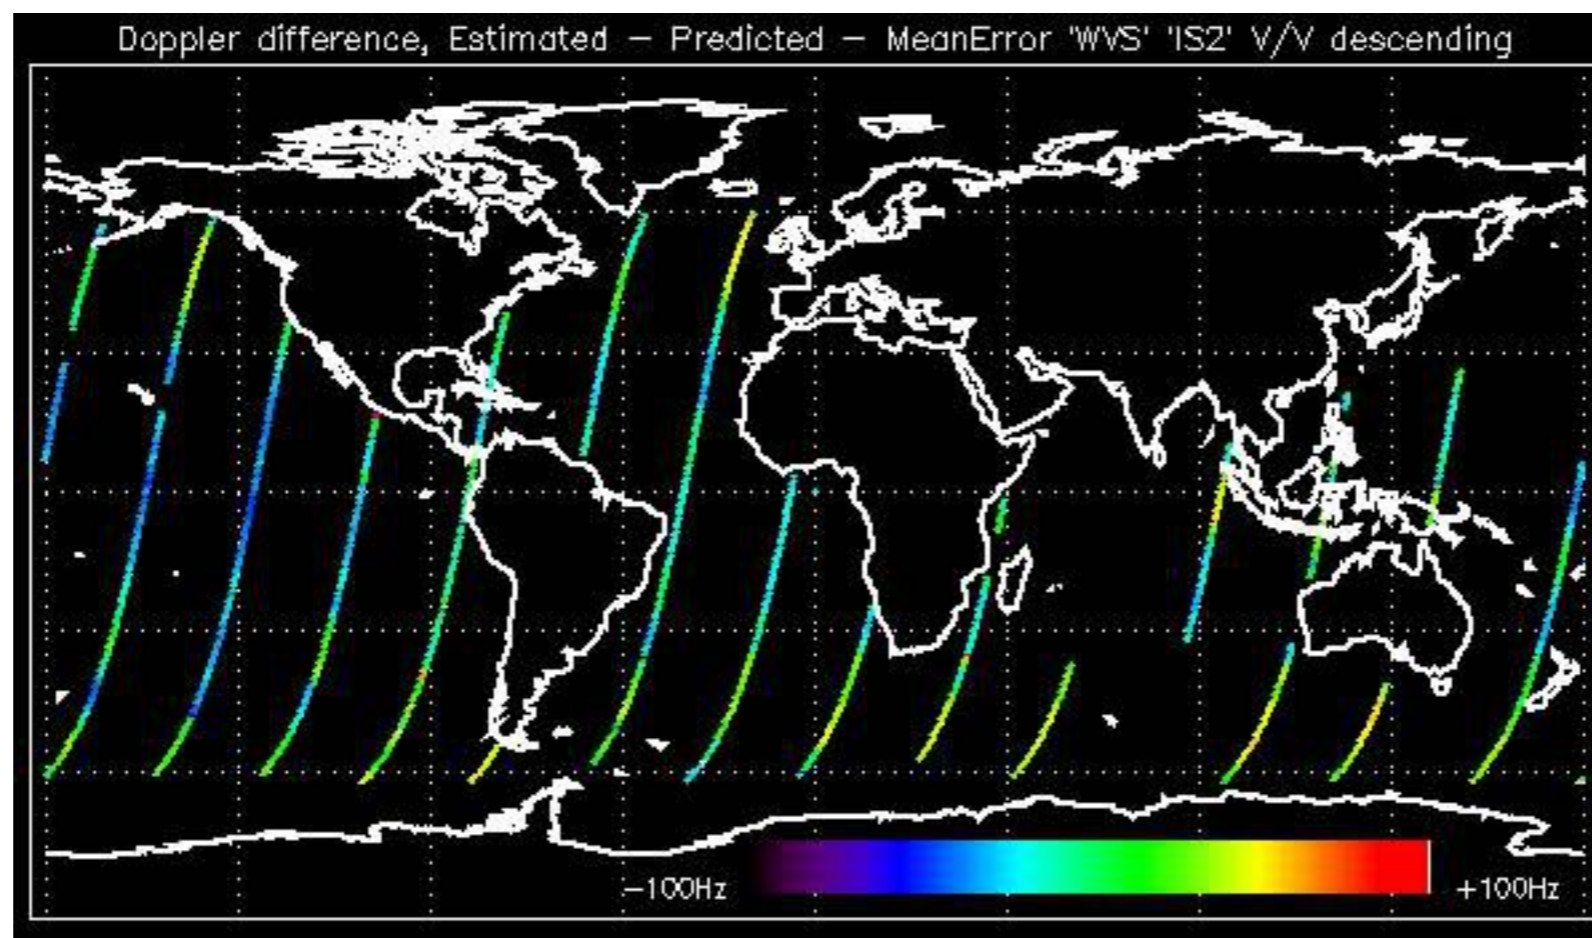 Doppler difference, Estimated - Predicted - MeanError 'WVS' 'IS2' V/V descending
-100Hz +100Hz